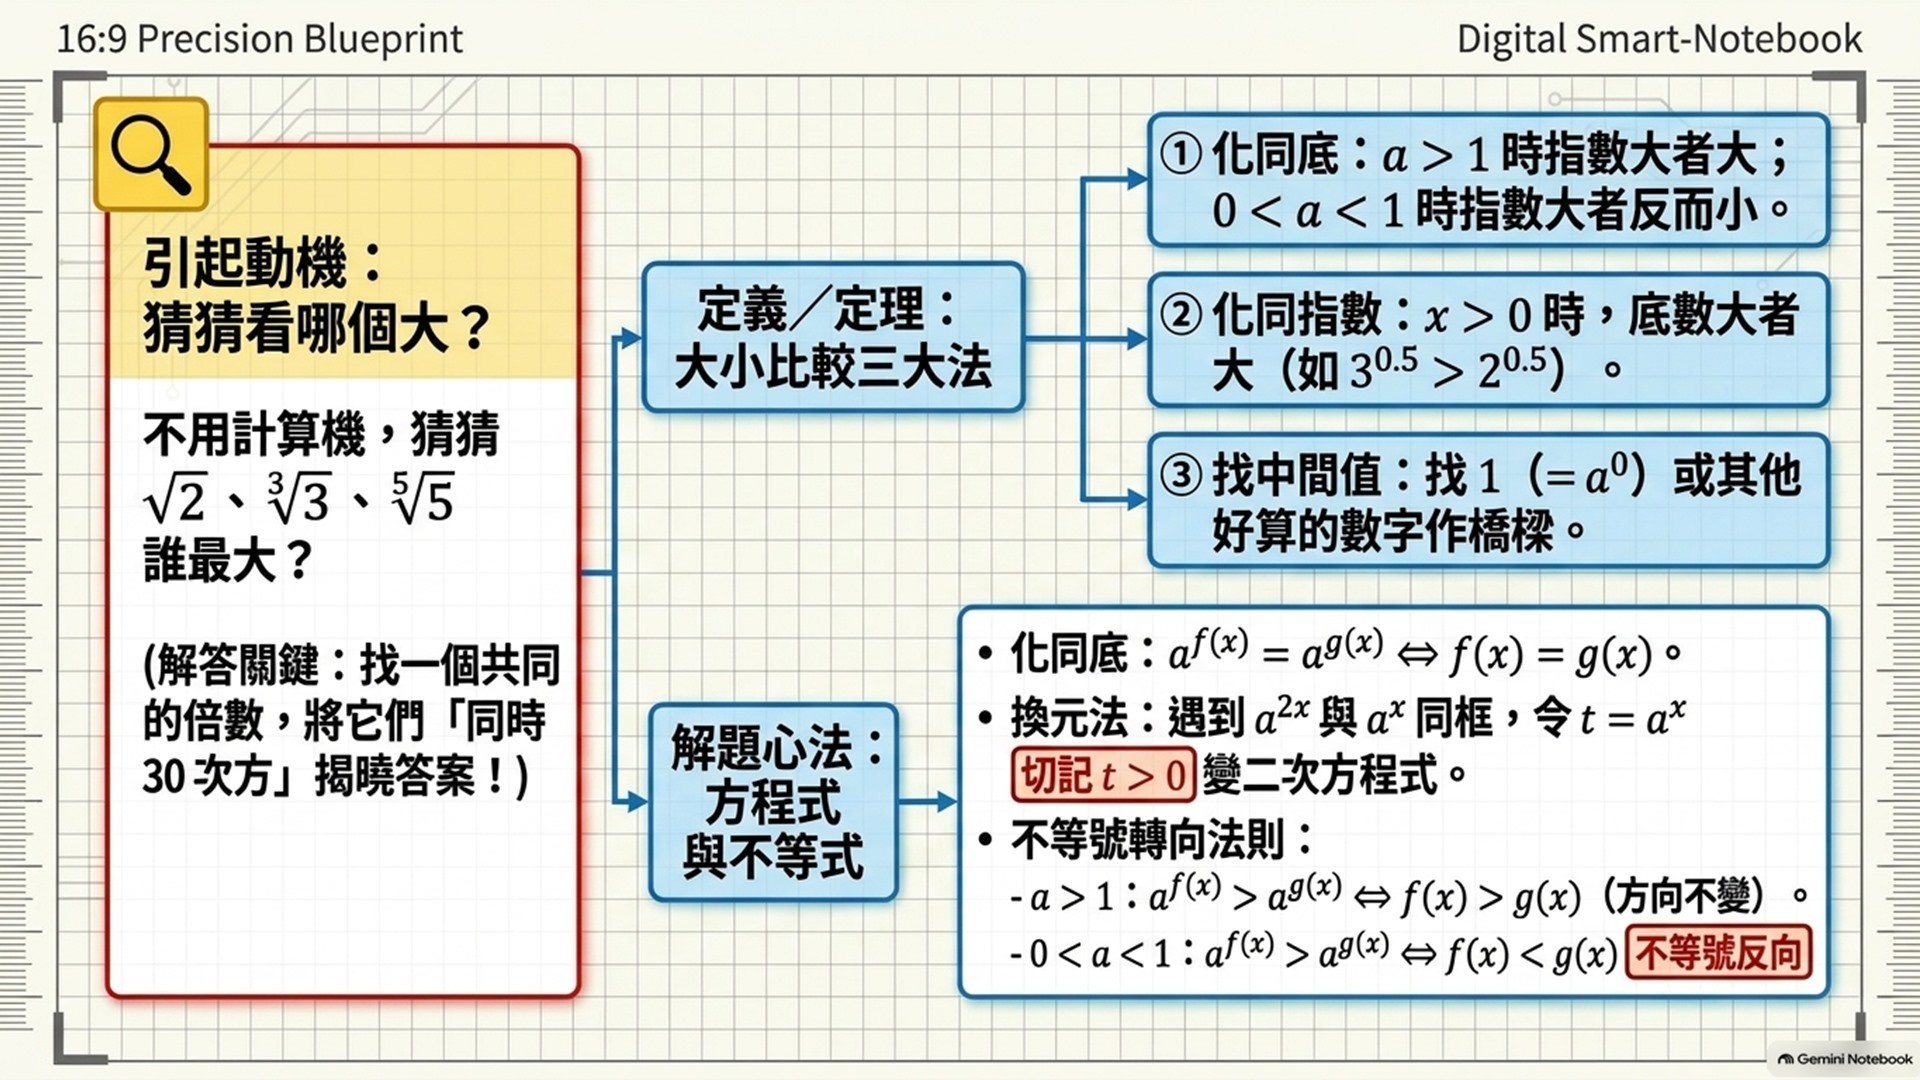 16:9 Precision Blueprint
Digital Smart-Notebook
引起動機：
猜猜看哪個大？
不用計算機，猜猜
√2、∛3、⁵√5
誰最大？
(解答關鍵：找一個共同
的倍數，將它們「同時
30 次方」揭曉答案！)
定義／定理：
大小比較三大法
① 化同底：a > 1 時指數大者大；
0 < a < 1 時指數大者反而小。
② 化同指數：x > 0 時，底數大者
大（如 3^0.5 > 2^0.5）。
③ 找中間值：找 1（= a^0）或其他
好算的數字作橋樑。
解題心法：
方程式
與不等式
• 化同底：a^f(x) = a^g(x) ⇔ f(x) = g(x)。
• 換元法：遇到 a^2x 與 a^x 同框，令 t = a^x
切記 t > 0 變二次方程式。
• 不等號轉向法則：
- a > 1：a^f(x) > a^g(x) ⇔ f(x) > g(x)（方向不變）。
- 0 < a < 1：a^f(x) > a^g(x) ⇔ f(x) < g(x) 不等號反向
Gemini Notebook